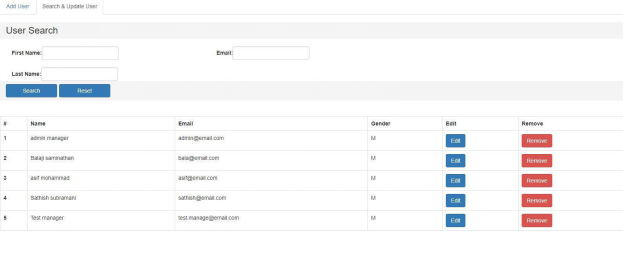 Add User Search & Update User
User Search
First Name: Email:
Last Name:
Search Reset
# Name Email Gender Edit Remove
1 admin manager admin@email.com M Edit Remove
2 Balaji saminathan bala@email.com M Edit Remove
3 asif mohammad asif@email.com M Edit Remove
4 Sathish subramani sathish@email.com M Edit Remove
5 Test manager test.manage@email.com M Edit Remove